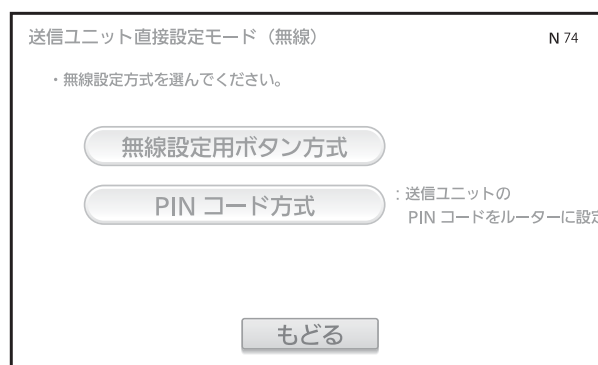 送信ユニット直接設定モード（無線）
N 74
・無線設定方式を選んでください。
無線設定用ボタン方式
PIN コード方式
：送信ユニットの
PIN コードをルーターに設定
もどる